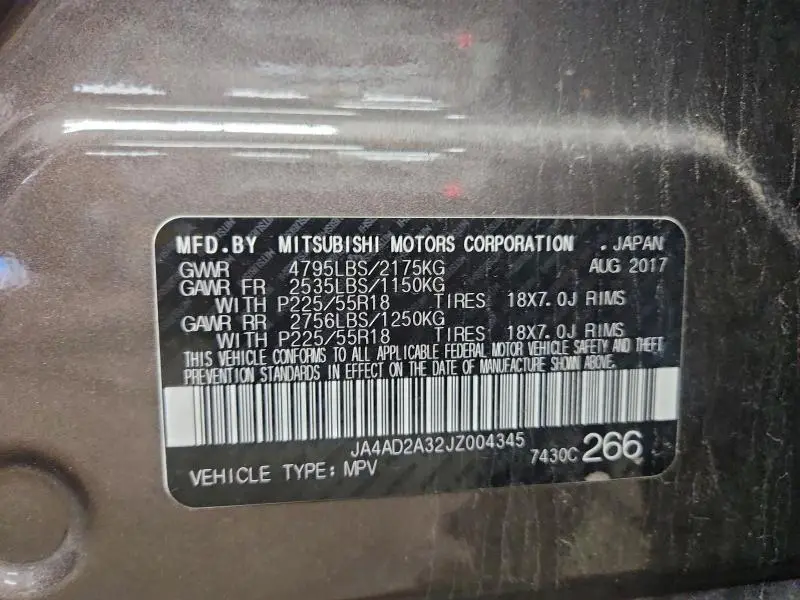 MFD.BY MITSUBISHI MOTORS CORPORATION . JAPAN
GWWR 4795LBS/2175KG AUG 2017
GAWR FR 2535LBS/1150KG
WITH P225/55R18 TIRES 18X7.0J RIMS
GAWR RR 2756LBS/1250KG
WITH P225/55R18 TIRES 18X7.0J RIMS
THIS VEHICLE CONFORMS TO ALL APPLICABLE FEDERAL MOTOR VEHICLE SAFETY AND THEFT
PREVENTION STANDARDS IN EFFECT ON THE DATE OF MANUFACTURE SHOWN ABOVE.
JA4AD2A32JZ004345 7430C 266
VEHICLE TYPE: MPV